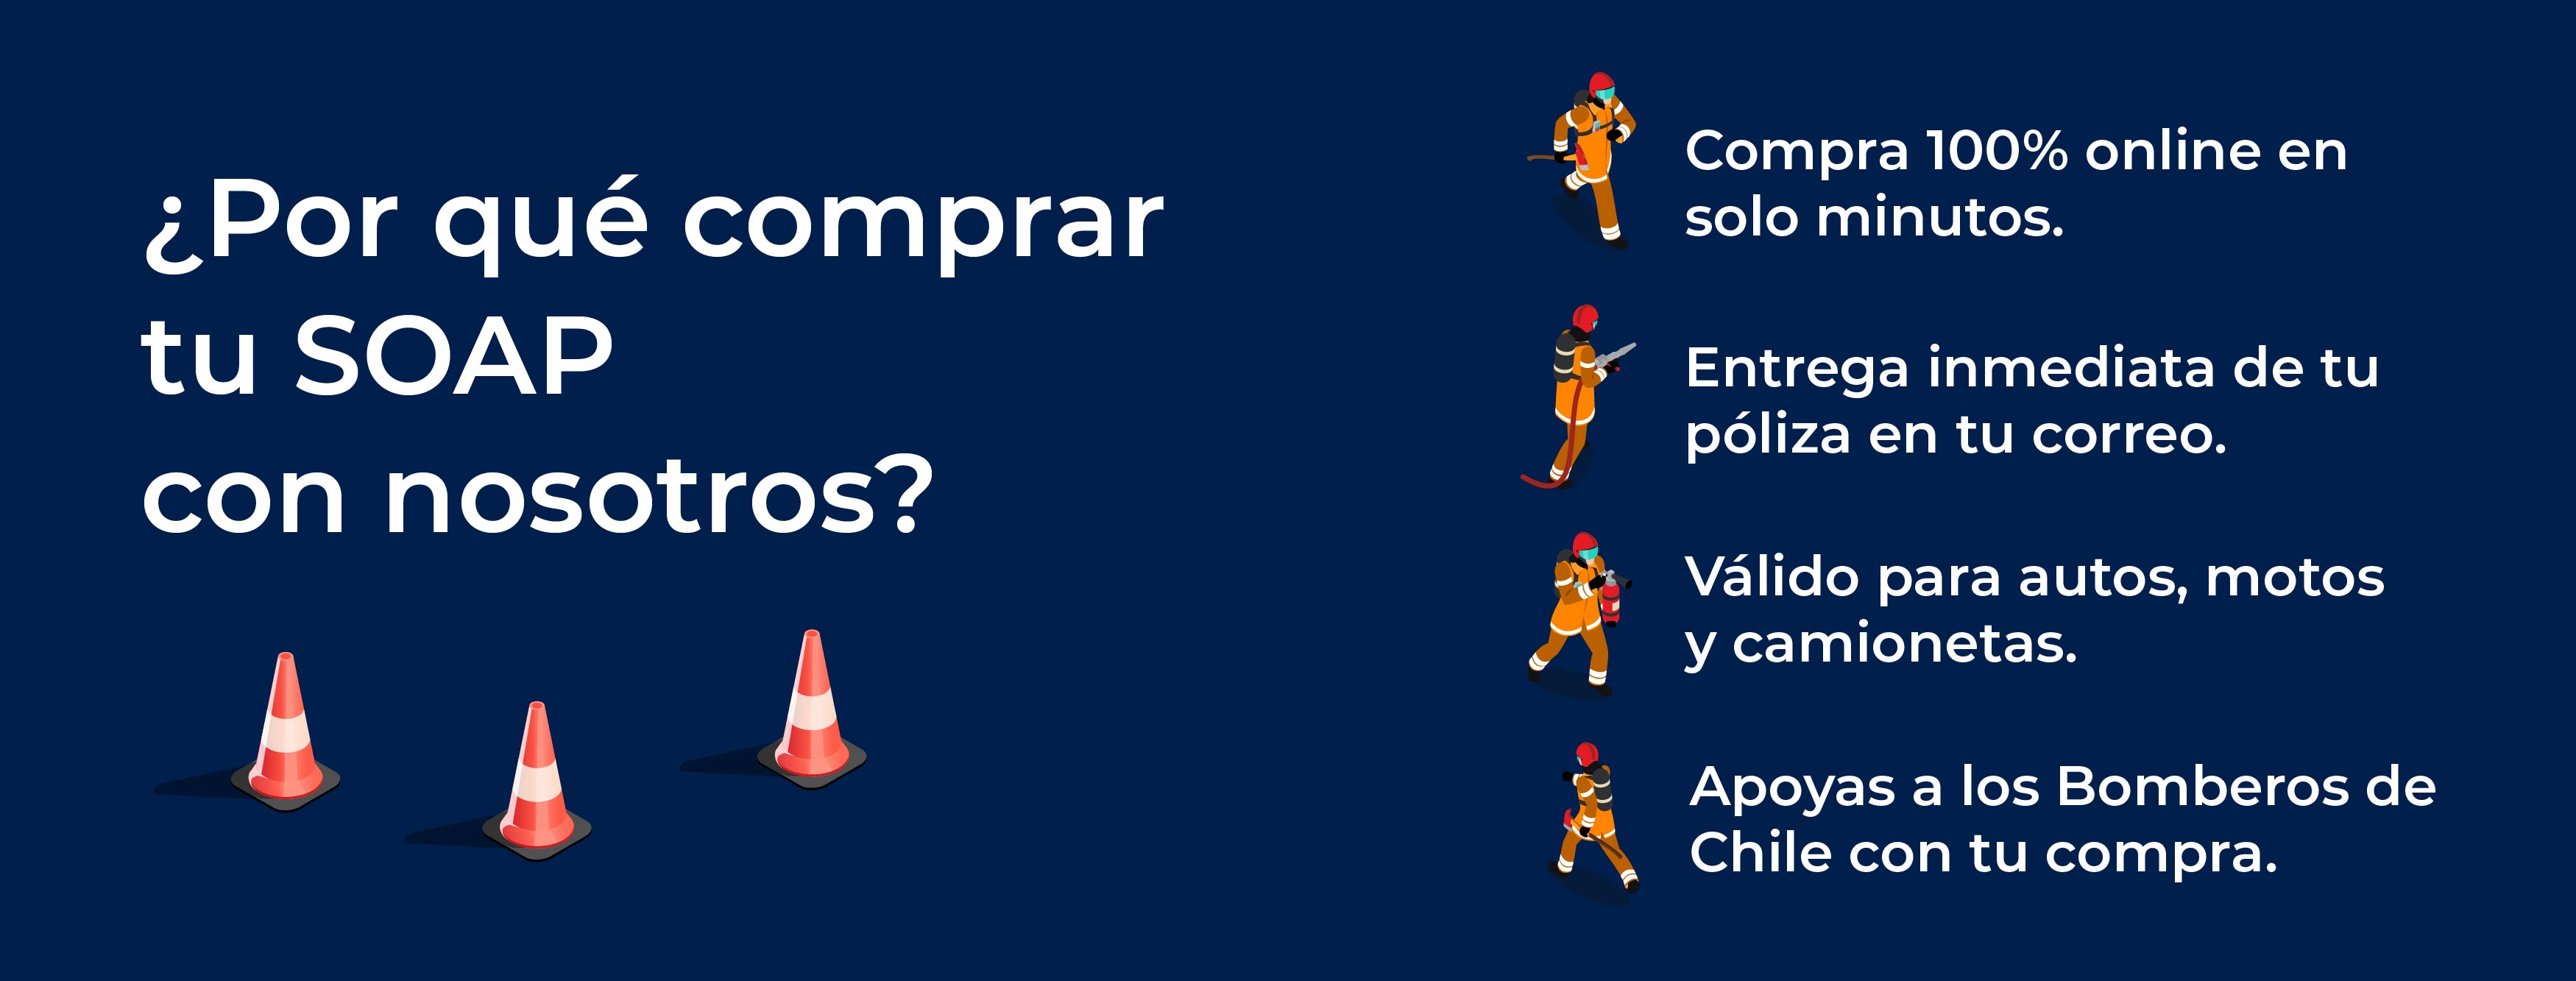 ¿Por qué comprar
tu SOAP
con nosotros?
Compra 100% online en
solo minutos.
Entrega inmediata de tu
póliza en tu correo.
Válido para autos, motos
y camionetas.
Apoyas a los Bomberos de
Chile con tu compra.